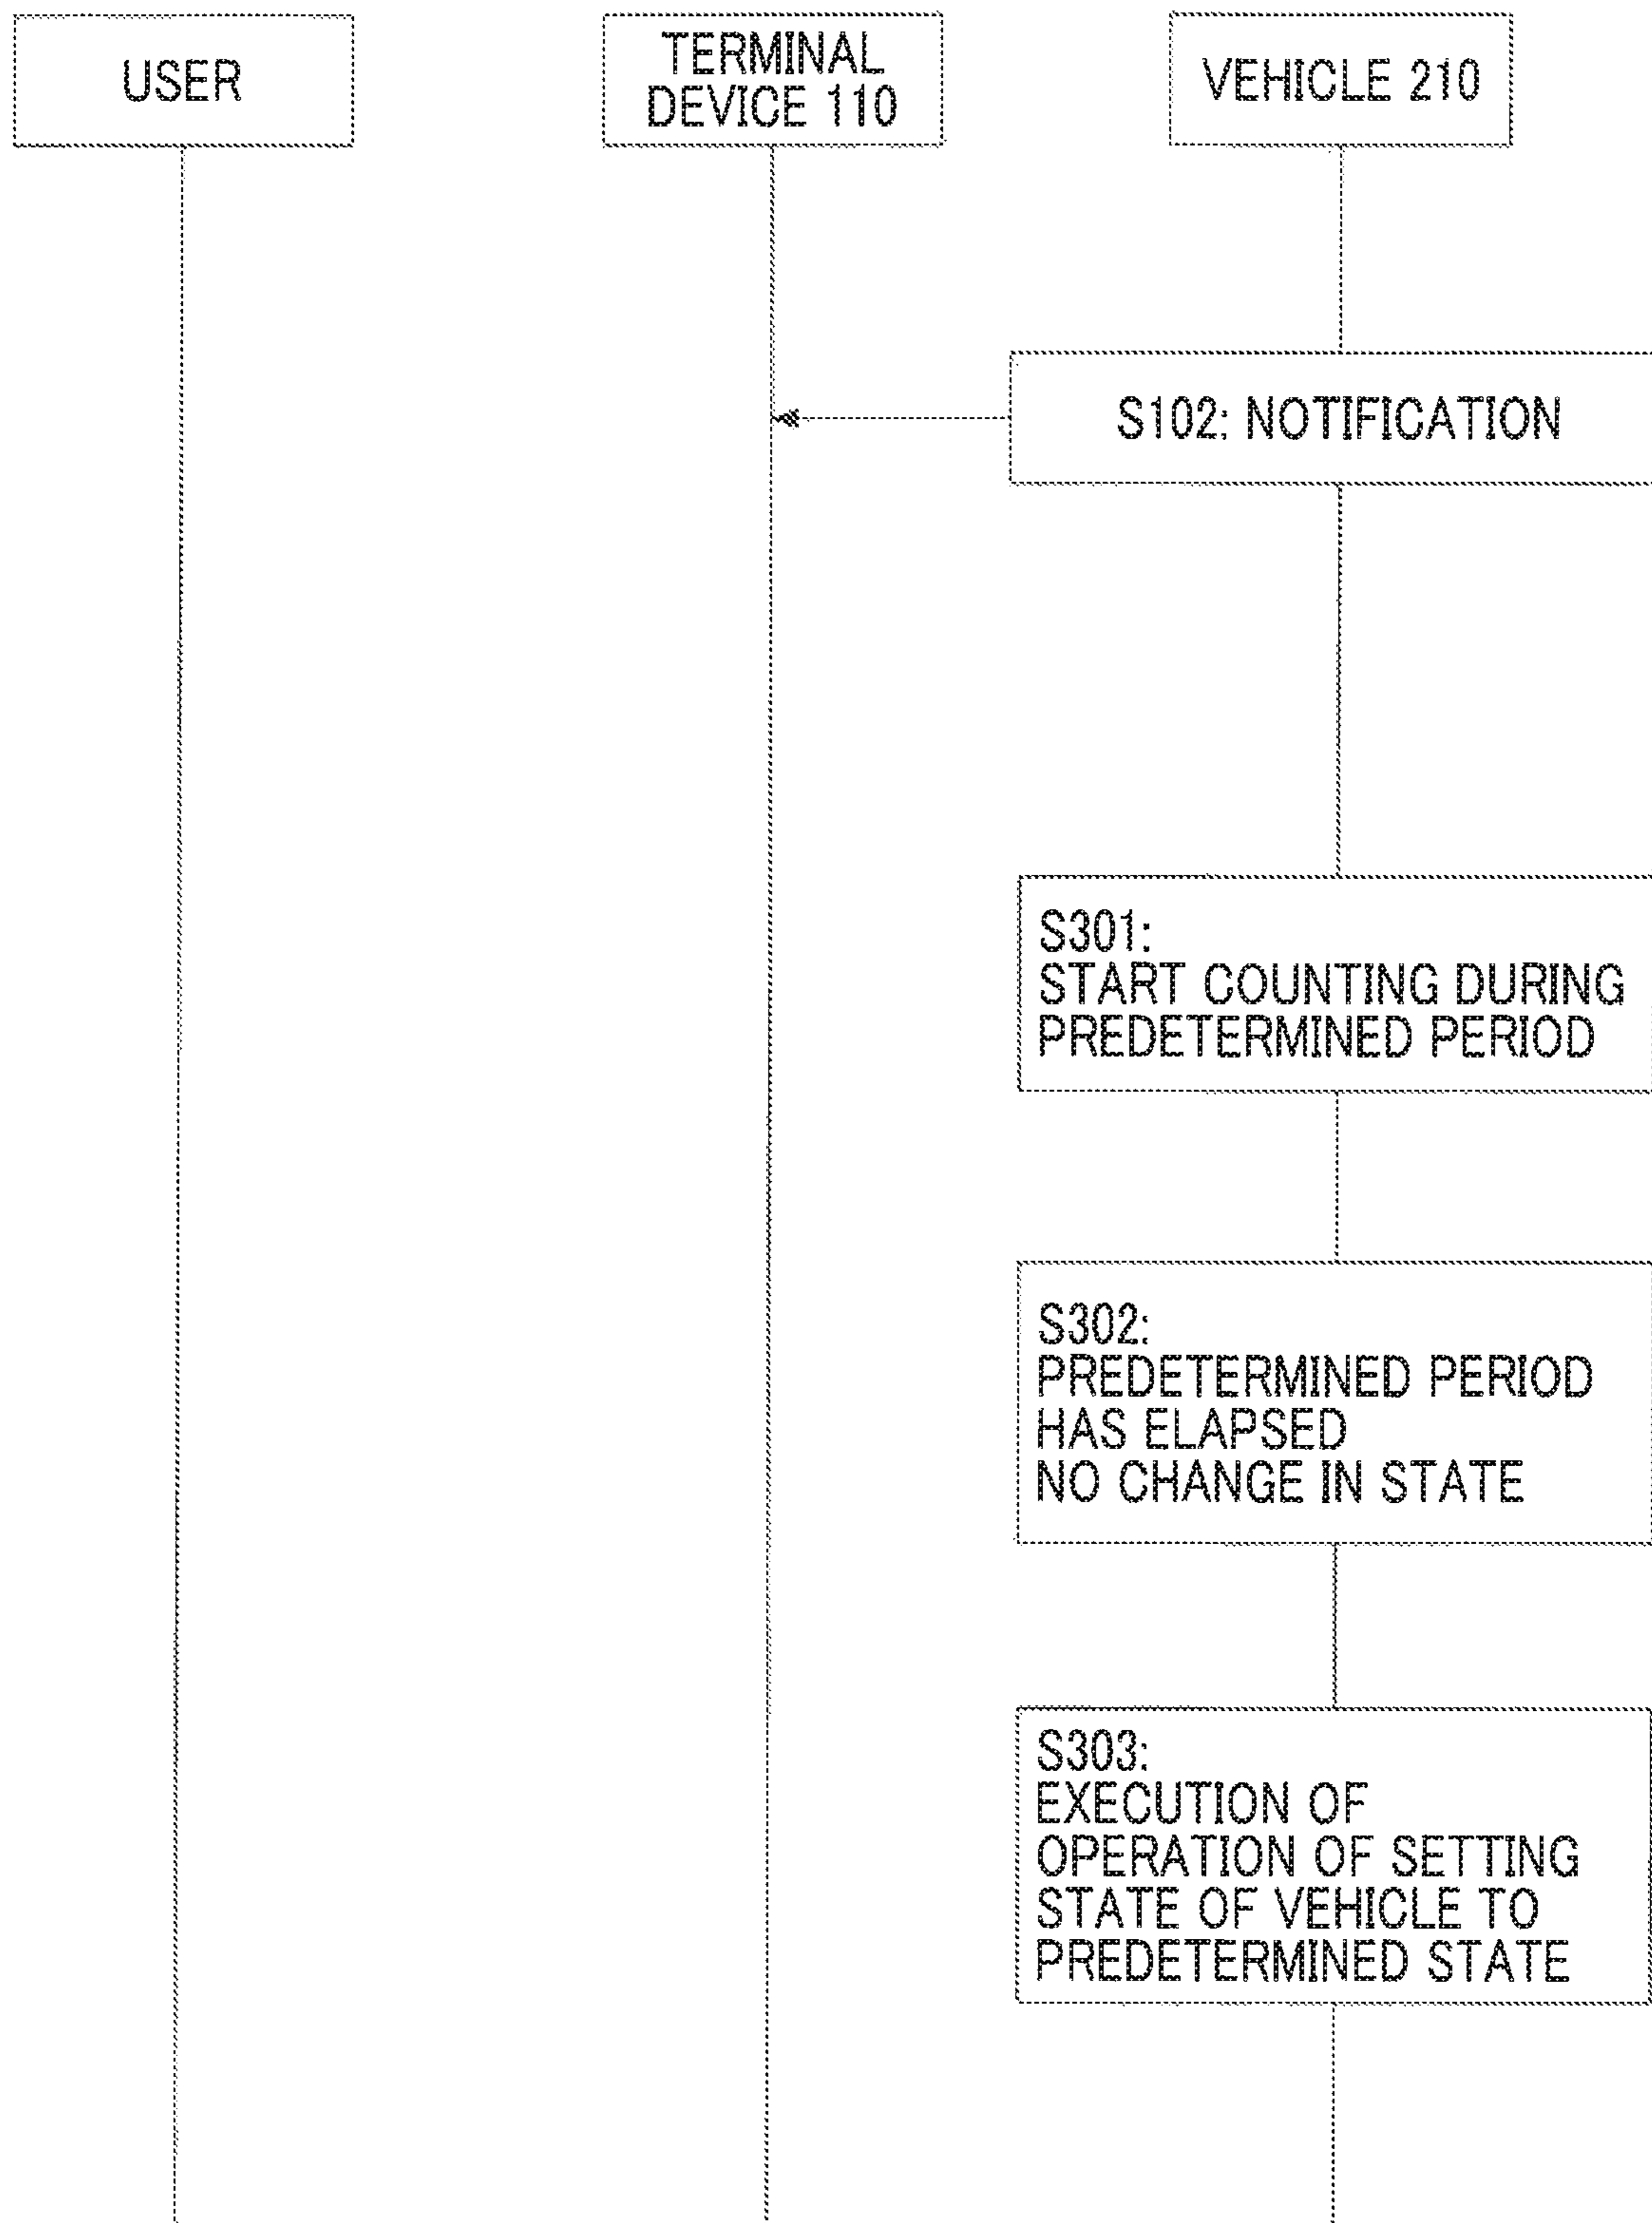 USER
TERMINAL
DEVICE 110
VEHICLE 210
S102: NOTIFICATION
S301:
START COUNTING DURING
PREDETERMINED PERIOD
S302:
PREDETERMINED PERIOD
HAS ELAPSED
NO CHANGE IN STATE
S303:
EXECUTION OF
OPERATION OF SETTING
STATE OF VEHICLE TO
PREDETERMINED STATE